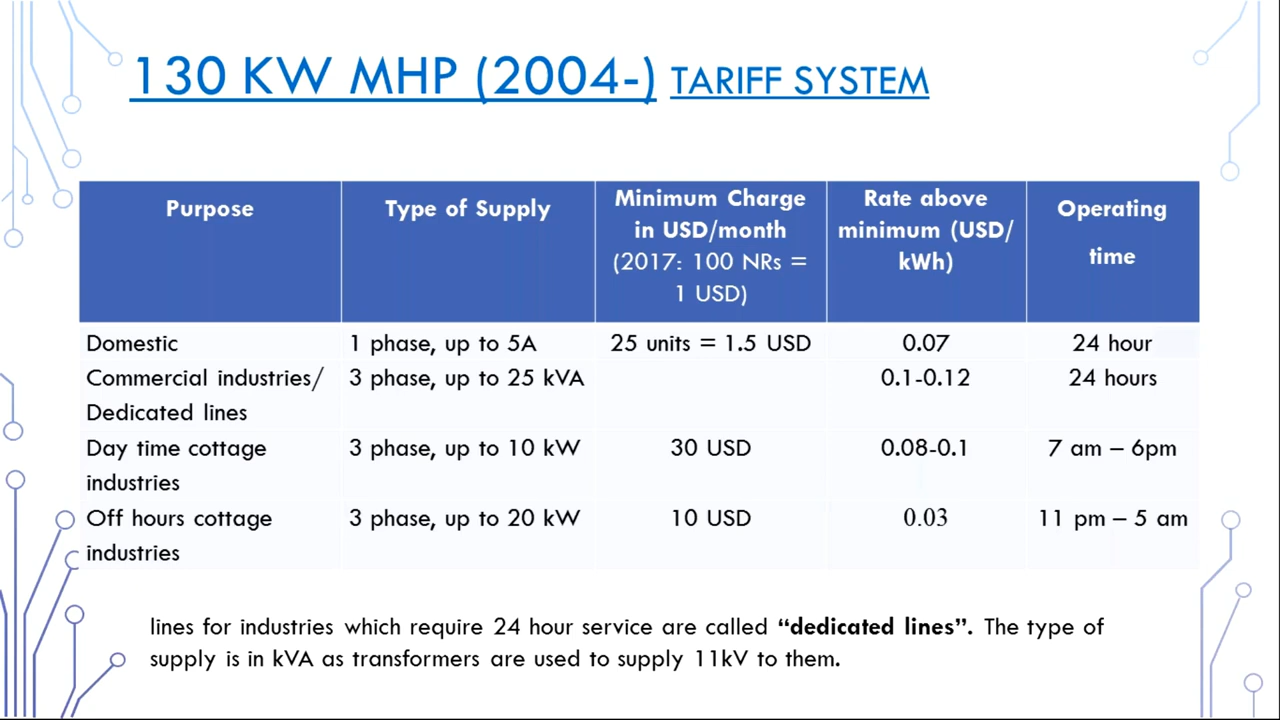 130 KW MHP (2004-) TARIFF SYSTEM
Purpose
Type of Supply
Minimum Charge
in USD/month
(2017: 100 NRs =
1 USD)
Rate above
minimum (USD/
kWh)
Operating
time
Domestic
1 phase, up to 5A
25 units = 1.5 USD
0.07
24 hour
Commercial industries/
Dedicated lines
3 phase, up to 25 kVA
0.1-0.12
24 hours
Day time cottage
industries
3 phase, up to 10 kW
30 USD
0.08-0.1
7 am – 6pm
Off hours cottage
industries
3 phase, up to 20 kW
10 USD
0.03
11 pm – 5 am
lines for industries which require 24 hour service are called “dedicated lines”. The type of
supply is in kVA as transformers are used to supply 11kV to them.